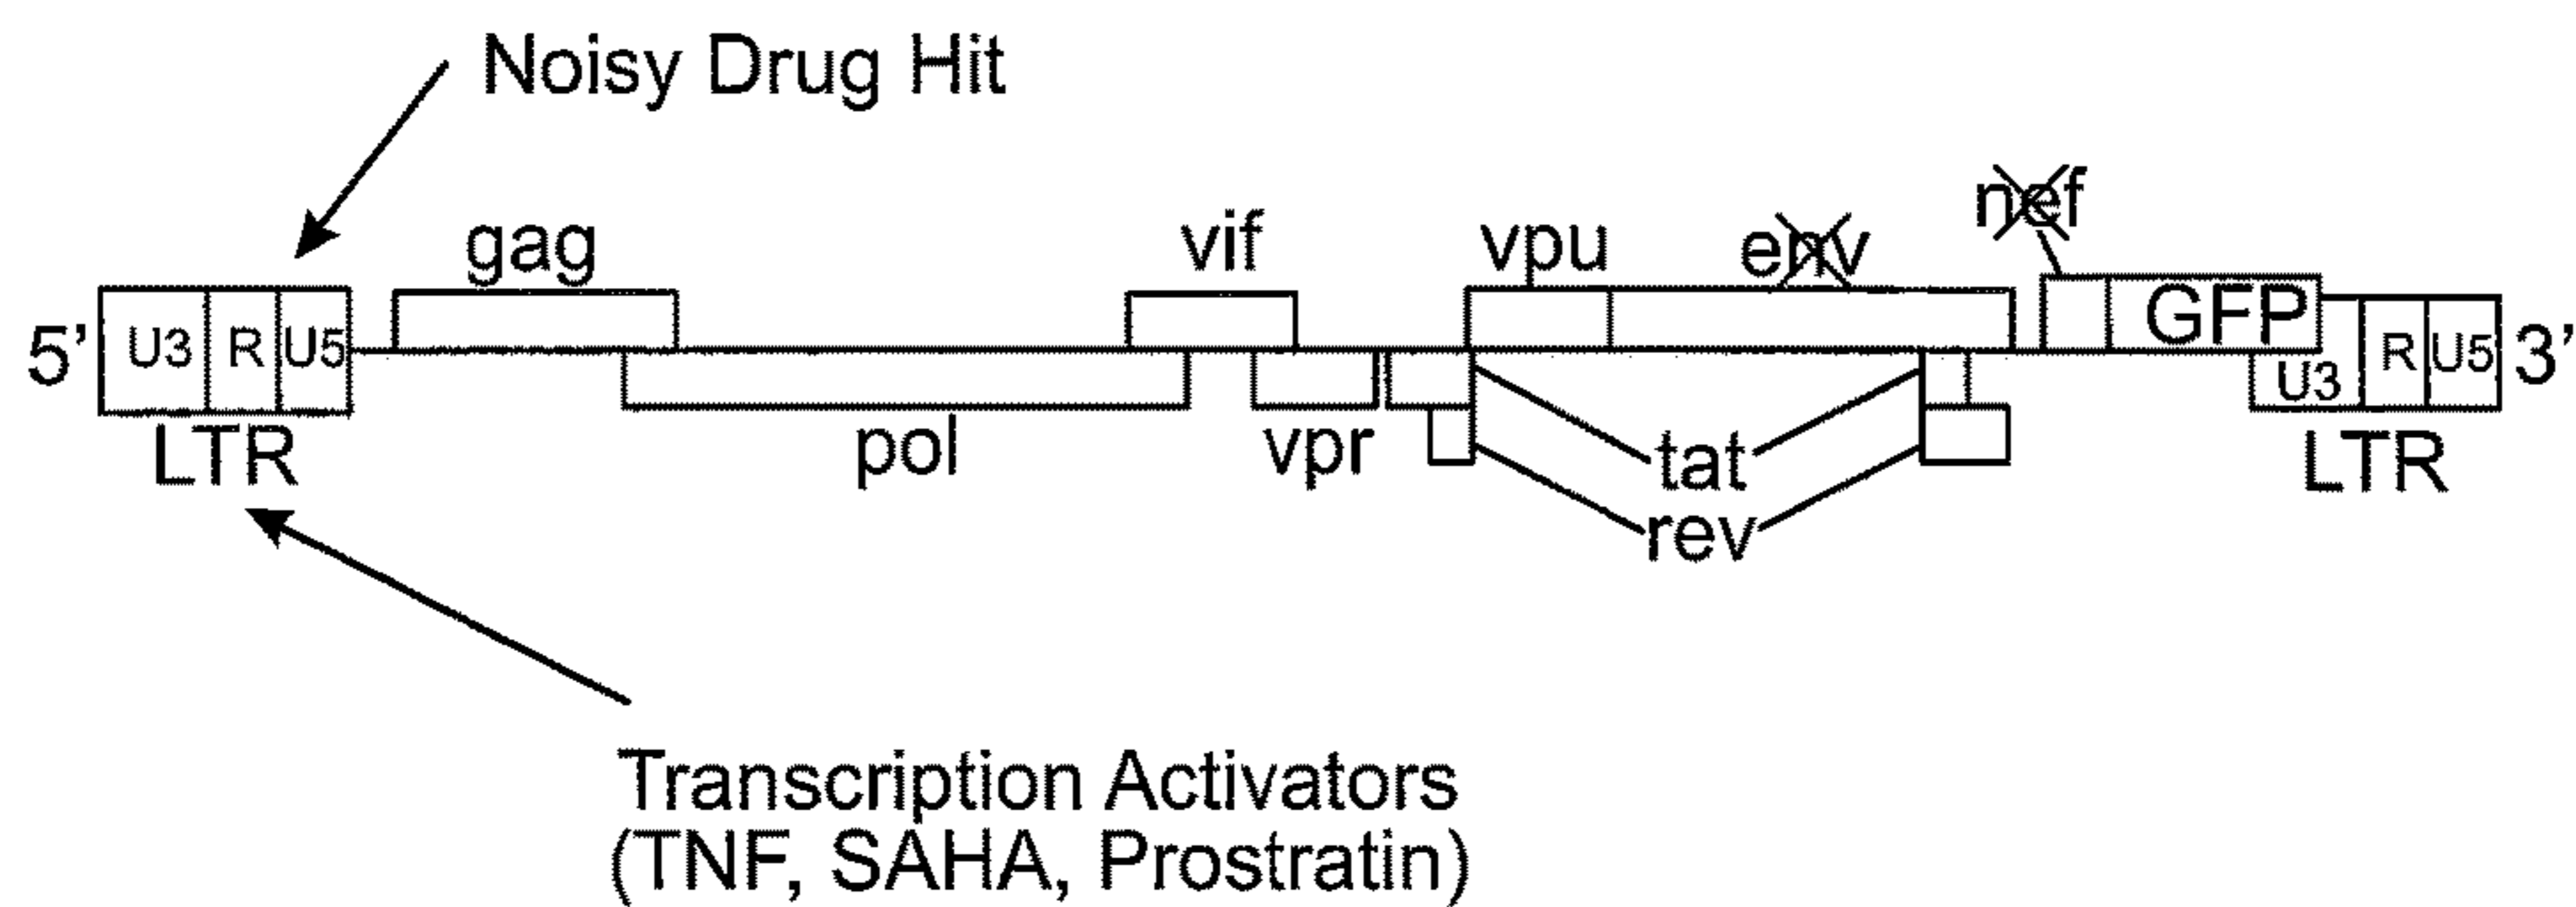 Noisy Drug Hit
nef
gag
vif
vpu
env
5’
U3
R
U5
GFP
U3
R
U5
3’
LTR
pol
vpr
tat
rev
LTR
Transcription Activators
(TNF, SAHA, Prostratin)